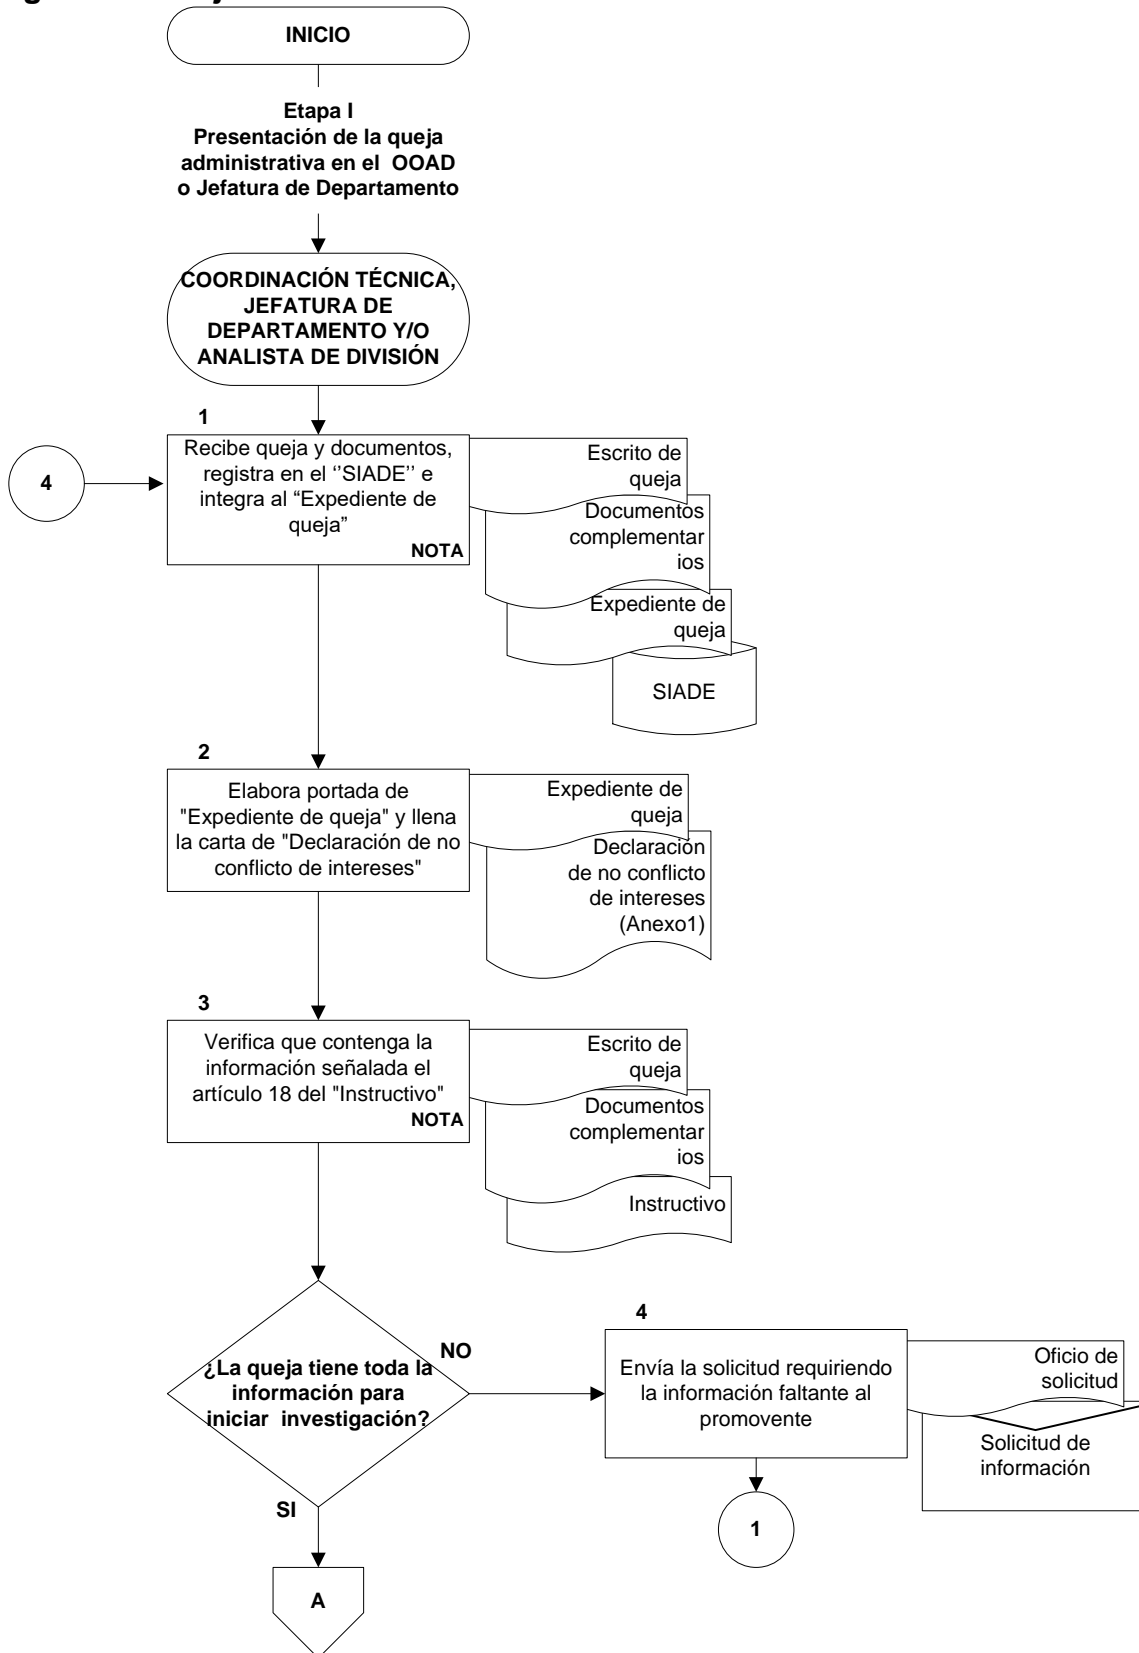 INICIO
Etapa I
Presentación de la queja
administrativa en el OOAD
o Jefatura de Departamento
COORDINACIÓN TÉCNICA,
JEFATURA DE
DEPARTAMENTO Y/O
ANALISTA DE DIVISIÓN
1
4
Recibe queja y documentos,
registra en el ‘’SIADE’’ e
integra al “Expediente de
queja”
NOTA
Escrito de
queja
Documentos
complementar
ios
Expediente de
queja
SIADE
2
Elabora portada de
"Expediente de queja" y llena
la carta de "Declaración de no
conflicto de intereses"
Expediente de
queja
Declaración
de no conflicto
de intereses
(Anexo1)
3
Verifica que contenga la
información señalada el
artículo 18 del "Instructivo"
NOTA
Escrito de
queja
Documentos
complementar
ios
Instructivo
¿La queja tiene toda la
información para
iniciar investigación?
NO
SI
4
Envía la solicitud requiriendo
la información faltante al
promovente
Oficio de
solicitud
Solicitud de
información
1
A